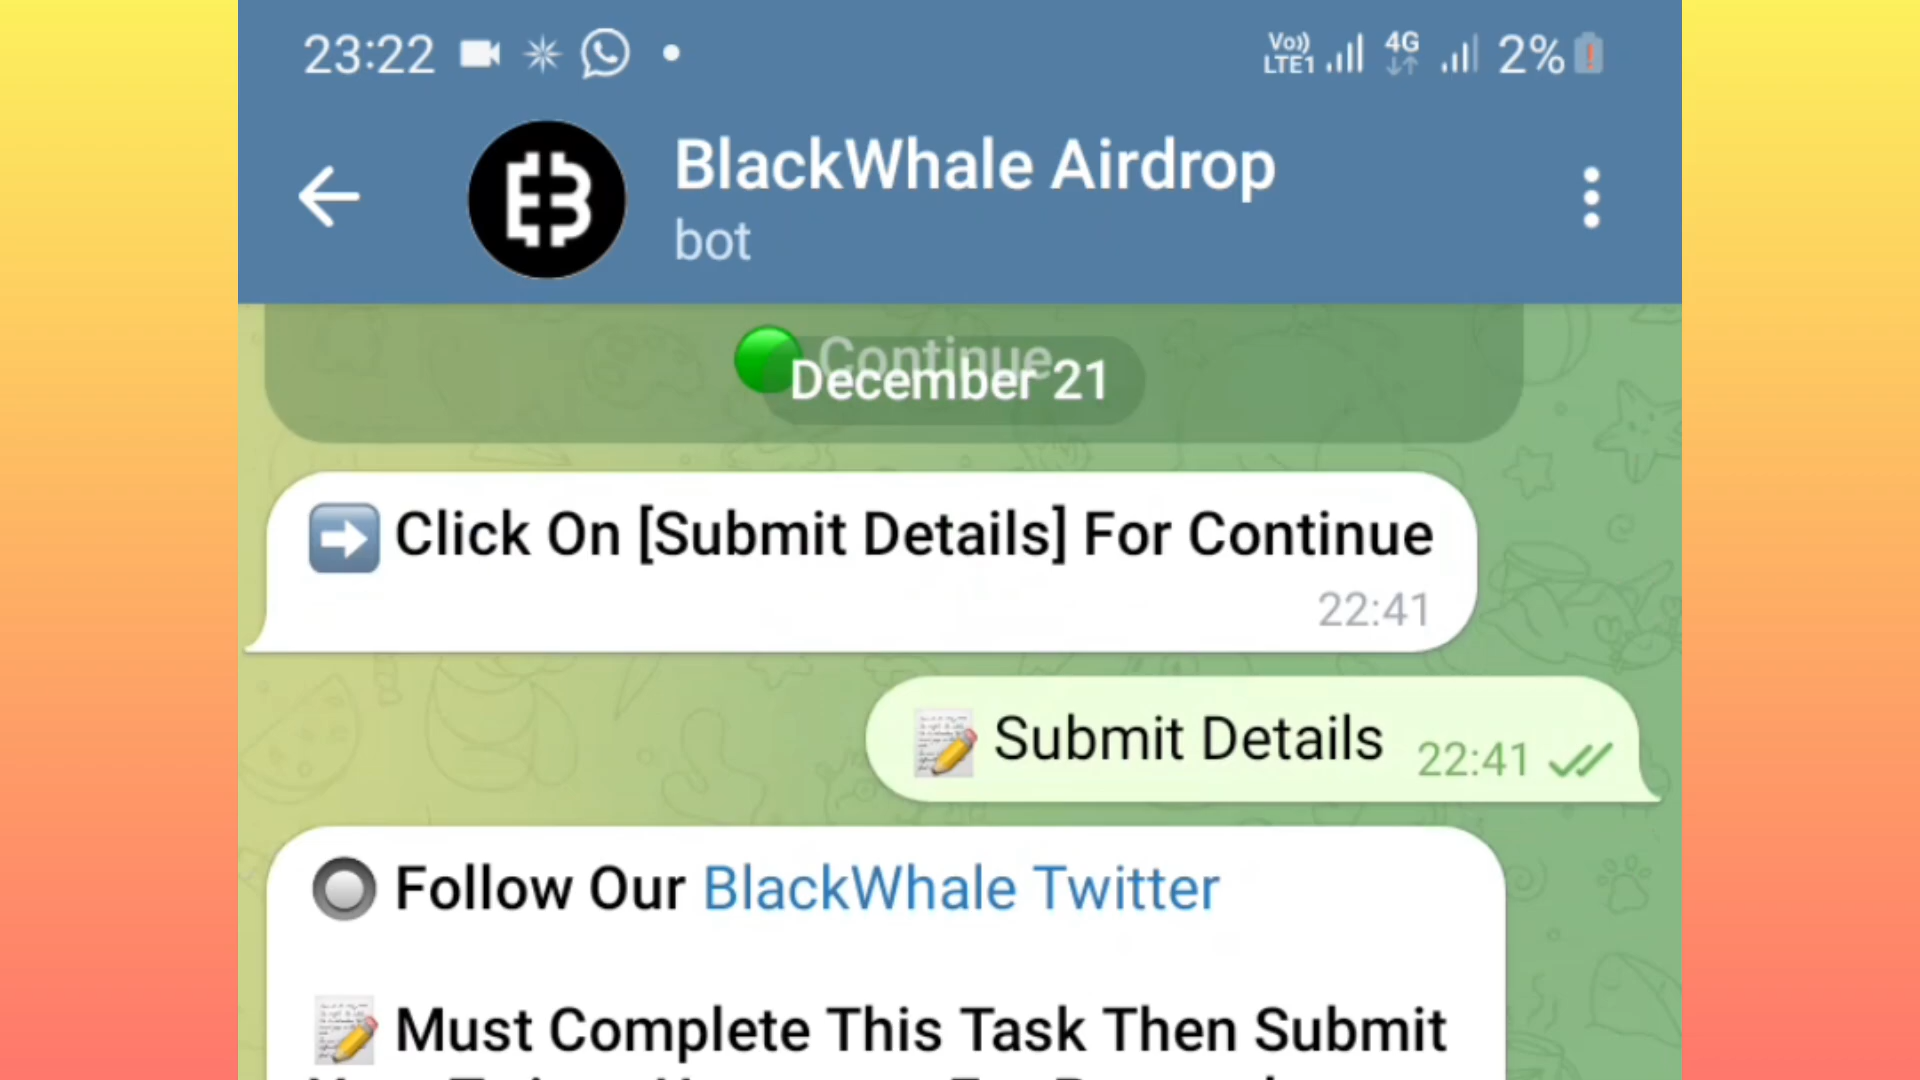 23:22 Vo)) LTE1 4G 2%
BlackWhale Airdrop
bot
Continue
December 21
Click On [Submit Details] For Continue
22:41
Submit Details 22:41
Follow Our BlackWhale Twitter
Must Complete This Task Then Submit